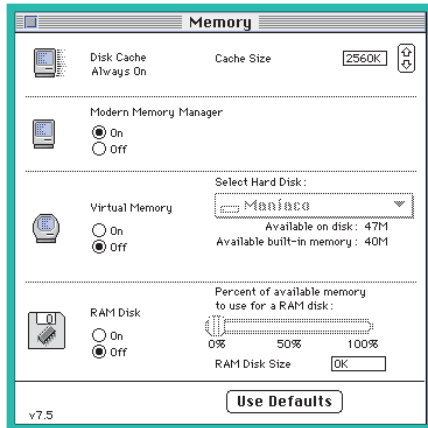 Memory
Disk Cache
Always On
Cache Size
2560K
Modern Memory Manager
On
Off
Select Hard Disk:
Maníaco
Virtual Memory
On
Off
Available on disk: 47M
Available built-in memory: 40M
Percent of available memory
to use for a RAM disk:
RAM Disk
On
Off
0% 50% 100%
RAM Disk Size 0K
Use Defaults
v7.5